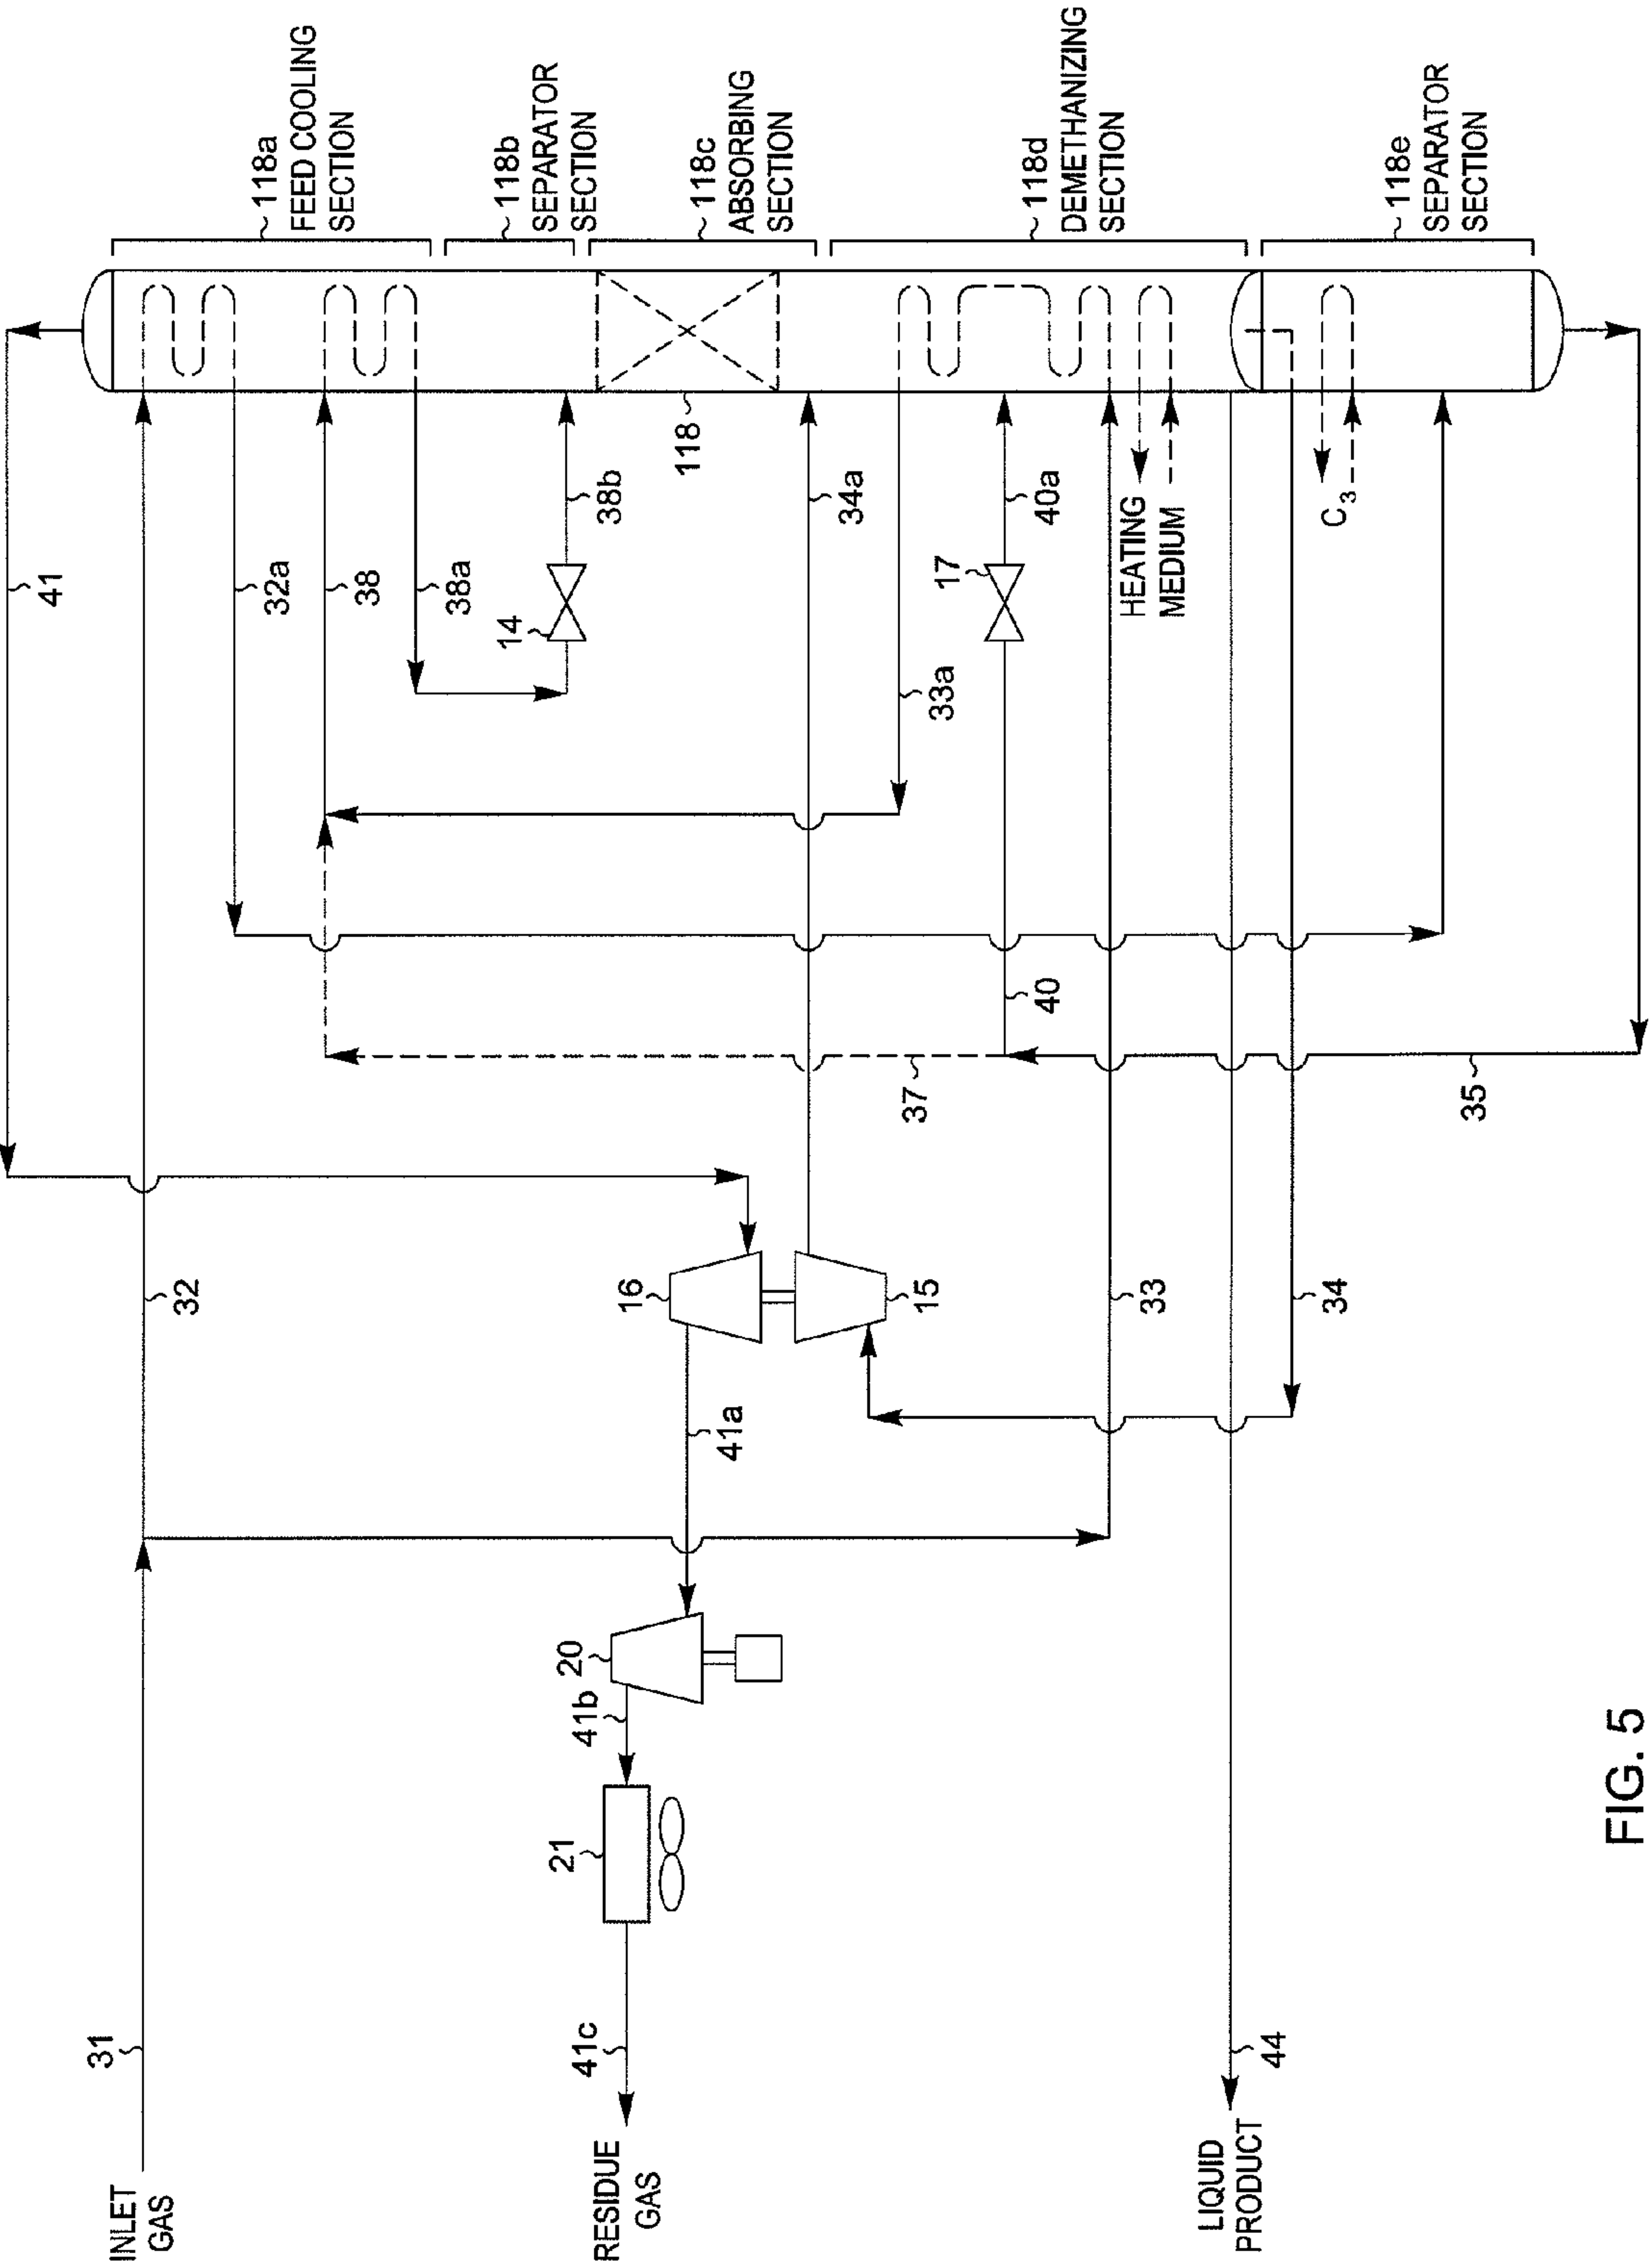 118a
FEED COOLING
SECTION
118b
SEPARATOR
SECTION
118c
ABSORBING
SECTION
118d
DEMETHANIZING
SECTION
118e
SEPARATOR
SECTION
41
32a
38
38a
14
38b
118
34a
33a
17
40a
HEATING
MEDIUM
C3
40
37
35
32
16
15
33
34
41a
20
41b
21
31
41c
44
INLET
GAS
RESIDUE
GAS
LIQUID
PRODUCT
FIG. 5